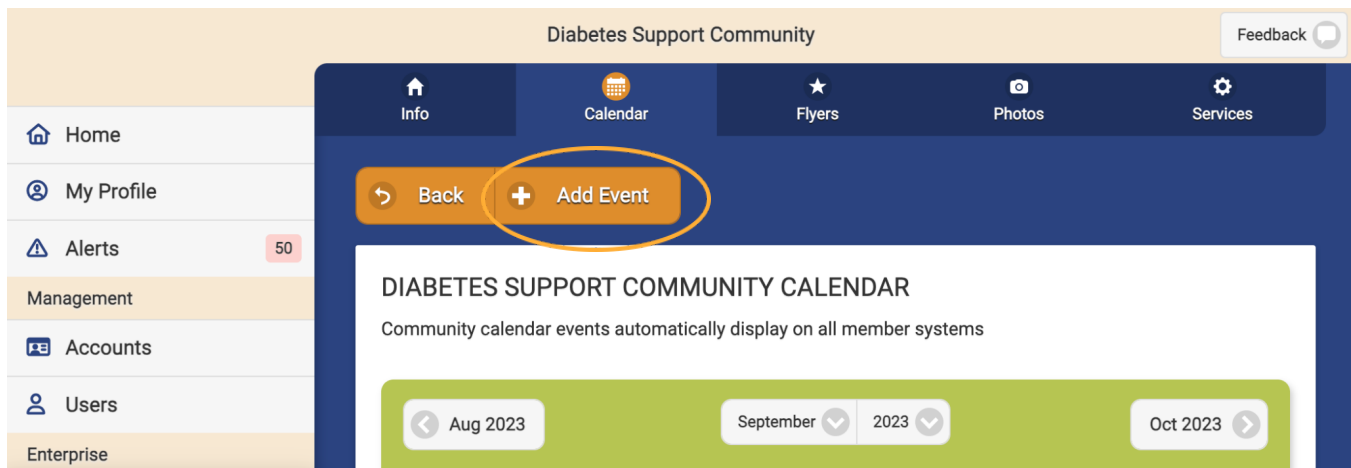 Diabetes Support Community
Feedback
Info
Calendar
Flyers
Photos
Services
Home
My Profile
Alerts
50
Management
Accounts
Users
Enterprise
Back
Add Event
DIABETES SUPPORT COMMUNITY CALENDAR
Community calendar events automatically display on all member systems
Aug 2023
September
2023
Oct 2023